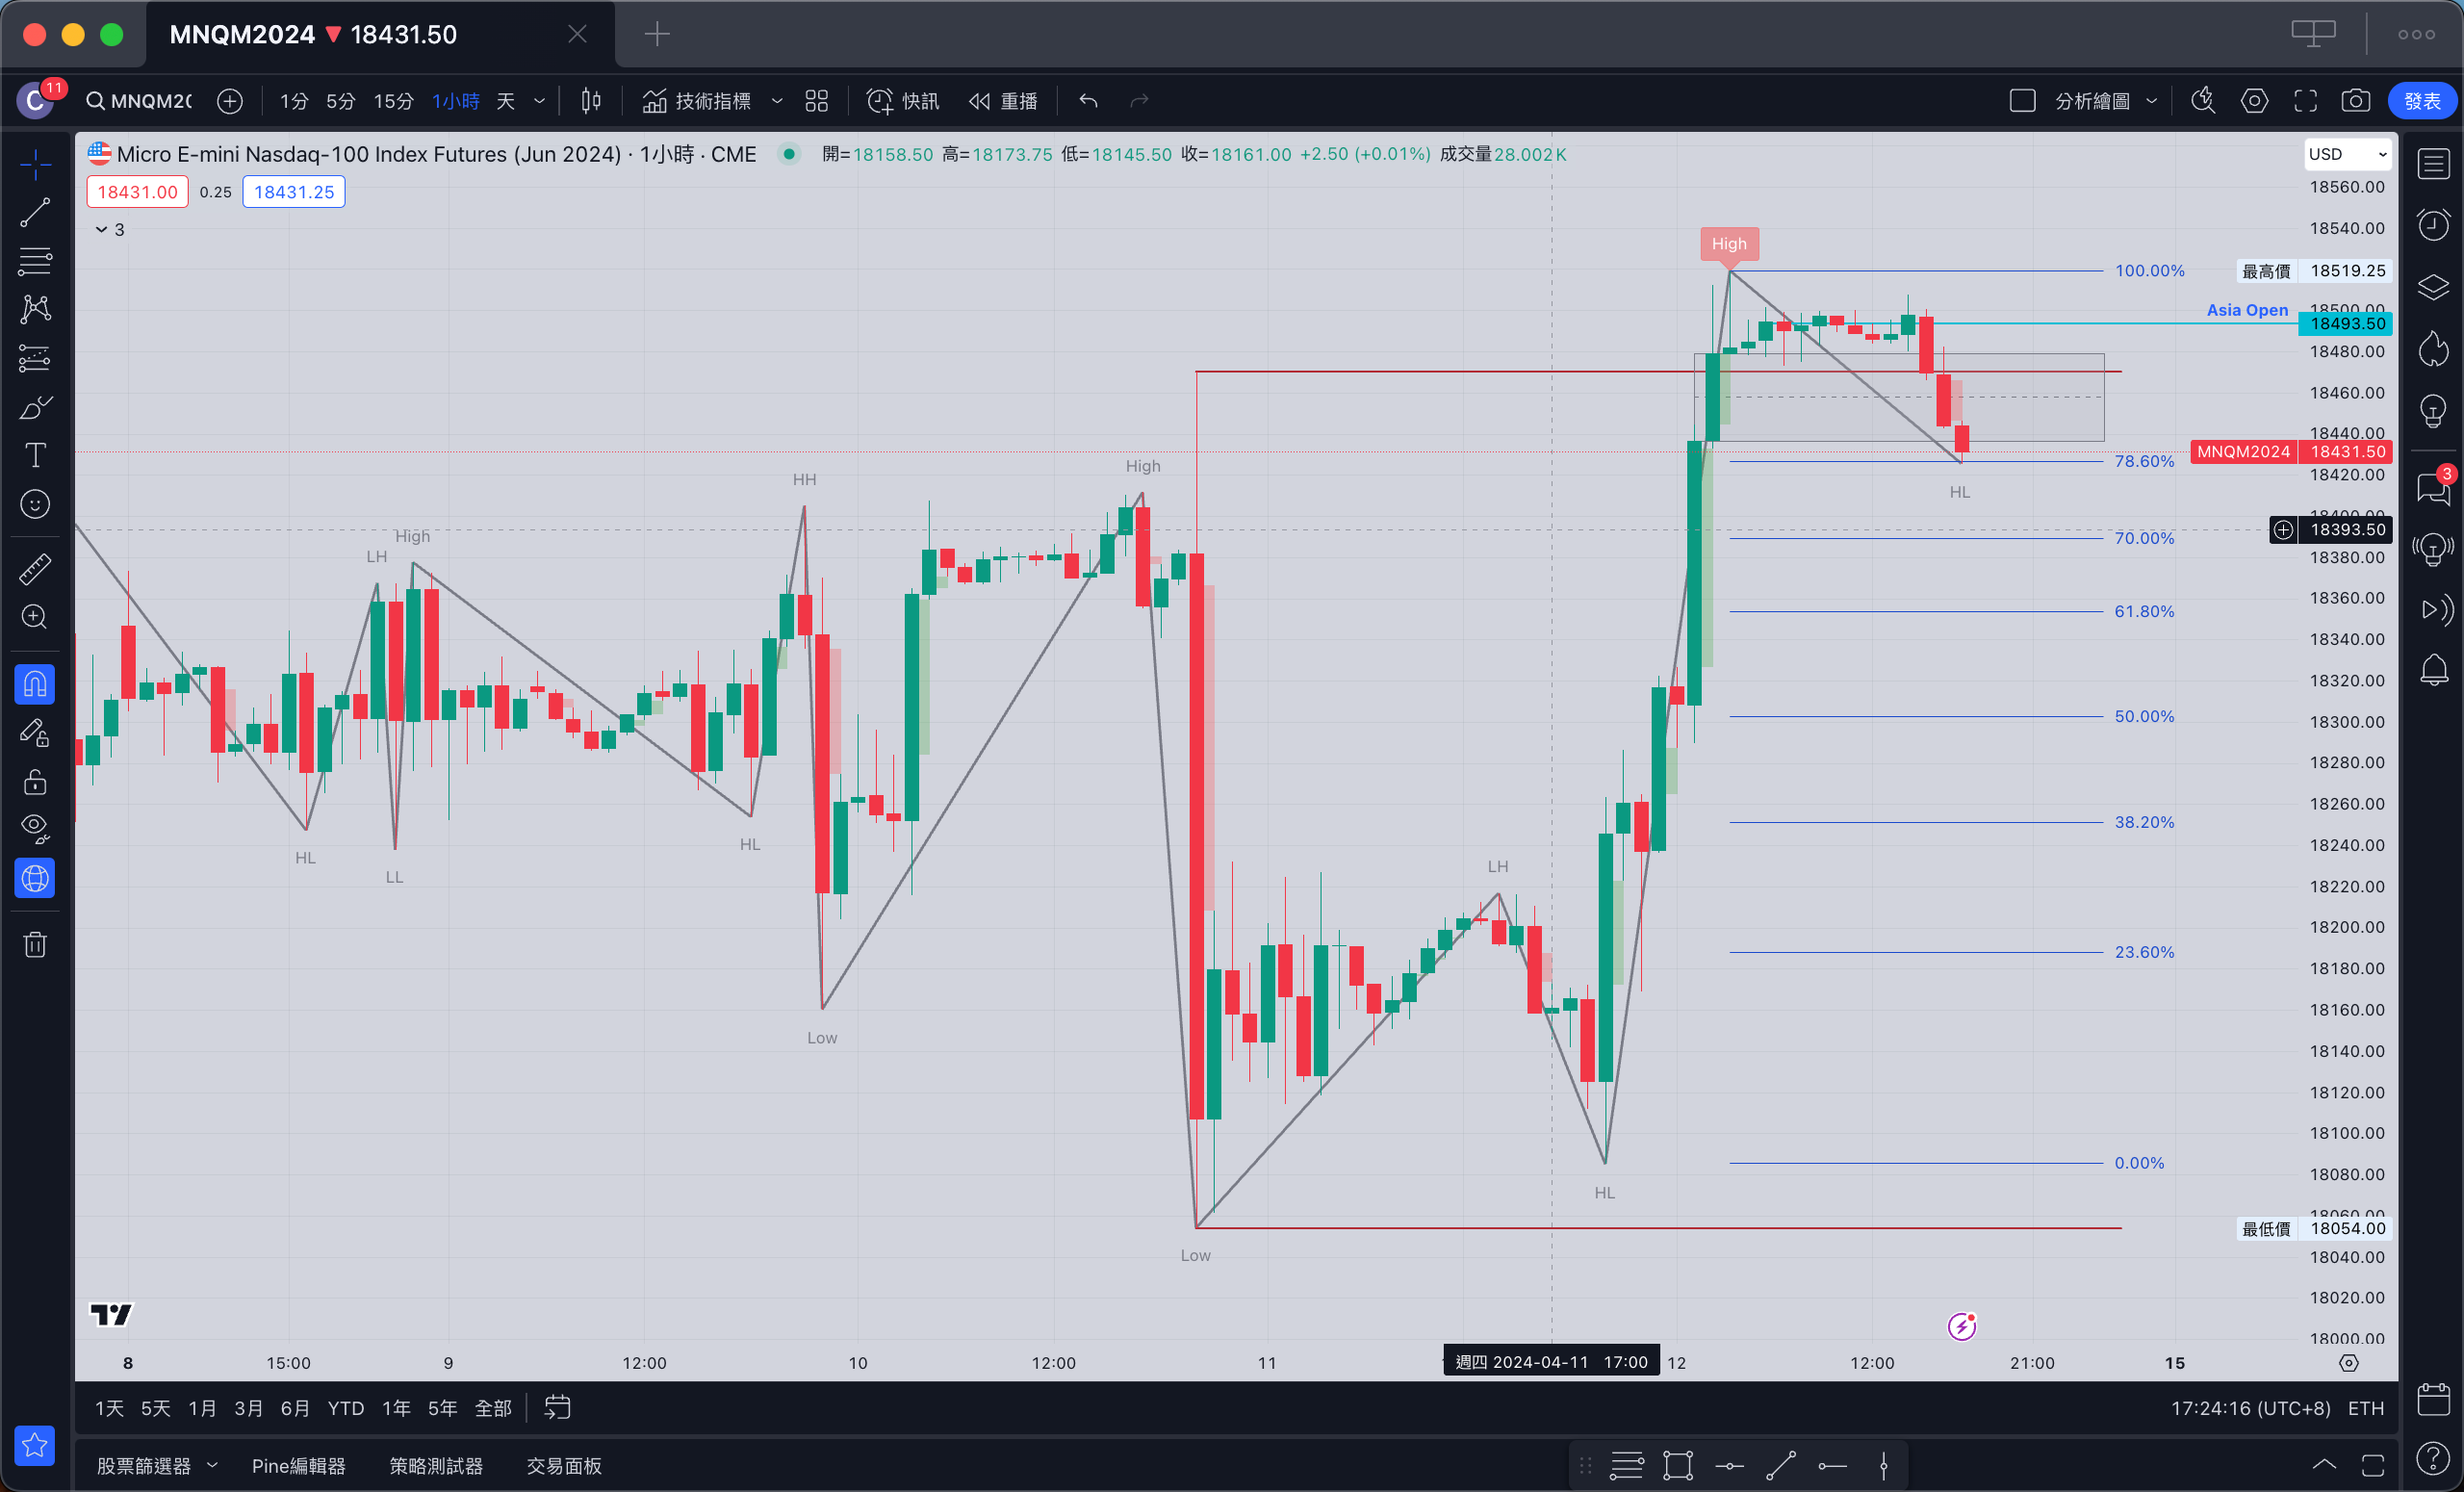 MNQM2024 ▼ 18431.50
C 11 MNQM2( 1分 5分 15分 1小時 天 技術指標 快訊 重播 分析繪圖 發表
Micro E-mini Nasdaq-100 Index Futures (Jun 2024) · 1小時 · CME 開=18158.50 高=18173.75 低=18145.50 收=18161.00 +2.50 (+0.01%) 成交量28.002K
USD
18431.00 0.25 18431.25
3
18560.00
18540.00
High
100.00% 最高價 18519.25
Asia Open 18500.00
18493.50
18480.00
18460.00
18440.00
MNQM2024 18431.50
78.60%
18420.00
High
HH
HL
18400.00
18393.50
High
LH
70.00%
18380.00
18360.00
61.80%
18340.00
18320.00
18300.00
50.00%
18280.00
18260.00
38.20%
18240.00
HL
HL
LL
LH
18220.00
18200.00
23.60%
18180.00
18160.00
Low
18140.00
18120.00
18100.00
0.00%
18080.00
HL
18060.00
最低價 18054.00
Low
18040.00
18020.00
18000.00
8 15:00 9 12:00 10 12:00 11 週四 2024-04-11 17:00 12 12:00 21:00 15
1天 5天 1月 3月 6月 YTD 1年 5年 全部 17:24:16 (UTC+8) ETH
股票篩選器 Pine編輯器 策略測試器 交易面板
3